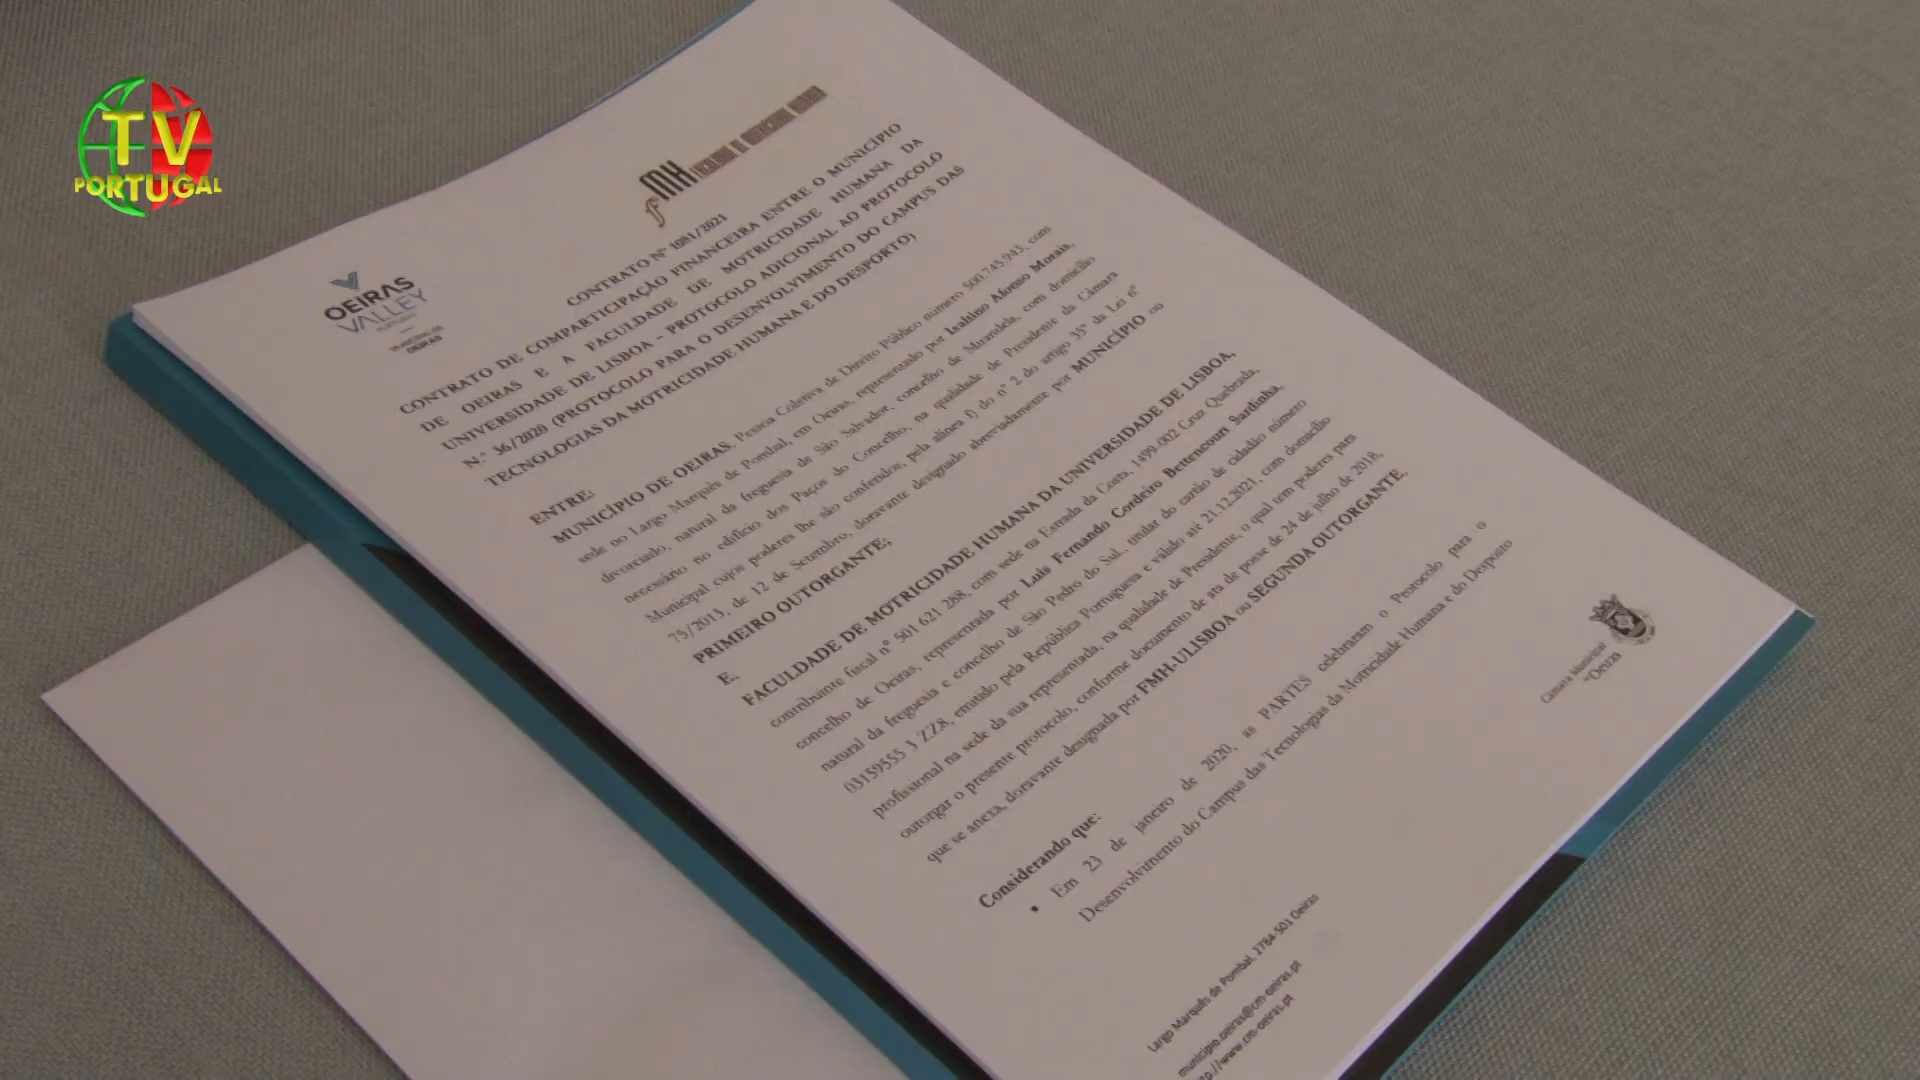 TV
PORTUGAL
FMH FACULDADE DE MOTRICIDADE HUMANA
OEIRAS
VALLEY
PORTUGAL
MUNICÍPIO DE
OEIRAS
CONTRATO Nº 1081/2021
CONTRATO DE COMPARTICIPAÇÃO FINANCEIRA ENTRE O MUNICÍPIO
DE OEIRAS E A FACULDADE DE MOTRICIDADE HUMANA DA
UNIVERSIDADE DE LISBOA – PROTOCOLO ADICIONAL AO PROTOCOLO
N.º 36/2020 (PROTOCOLO PARA O DESENVOLVIMENTO DO CAMPUS DAS
TECNOLOGIAS DA MOTRICIDADE HUMANA E DO DESPORTO)
ENTRE:
MUNICÍPIO DE OEIRAS, Pessoa Coletiva de Direito Público número 500.745.943, com
sede no Largo Marquês de Pombal, em Oeiras, representado por Isaltino Afonso Morais,
divorciado, natural da freguesia de São Salvador, concelho de Mirandela, com domicílio
necessário no edifício dos Paços do Concelho, na qualidade de Presidente da Câmara
Municipal cujos poderes lhe são conferidos, pela alínea f) do nº 2 do artigo 35º da Lei nº
75/2013, de 12 de Setembro, doravante designado abreviadamente por MUNICÍPIO ou
PRIMEIRO OUTORGANTE;
E,
FACULDADE DE MOTRICIDADE HUMANA DA UNIVERSIDADE DE LISBOA,
contribuinte fiscal nº 501 621 288, com sede na Estrada da Costa, 1499-002 Cruz Quebrada,
concelho de Oeiras, representada por Luís Fernando Cordeiro Bettencourt Sardinha,
natural da freguesia e concelho de São Pedro do Sul, titular do cartão de cidadão número
03159555 3 ZZ8, emitido pela República Portuguesa e válido até 21.12.2021, com domicílio
profissional na sede da sua representada, na qualidade de Presidente, o qual tem poderes para
outorgar o presente protocolo, conforme documento de ata de posse de 24 de julho de 2018,
que se anexa, doravante designada por FMH-ULISBOA ou SEGUNDA OUTORGANTE,
Considerando que:
• Em 23 de janeiro de 2020, as PARTES celebraram o Protocolo para o
Desenvolvimento do Campus das Tecnologias da Motricidade Humana e do Desporto
Câmara Municipal
de Oeiras
Largo Marquês de Pombal, 2784-501 Oeiras
municipio.oeiras@cm-oeiras.pt
tp://www.cm-oeiras.pt